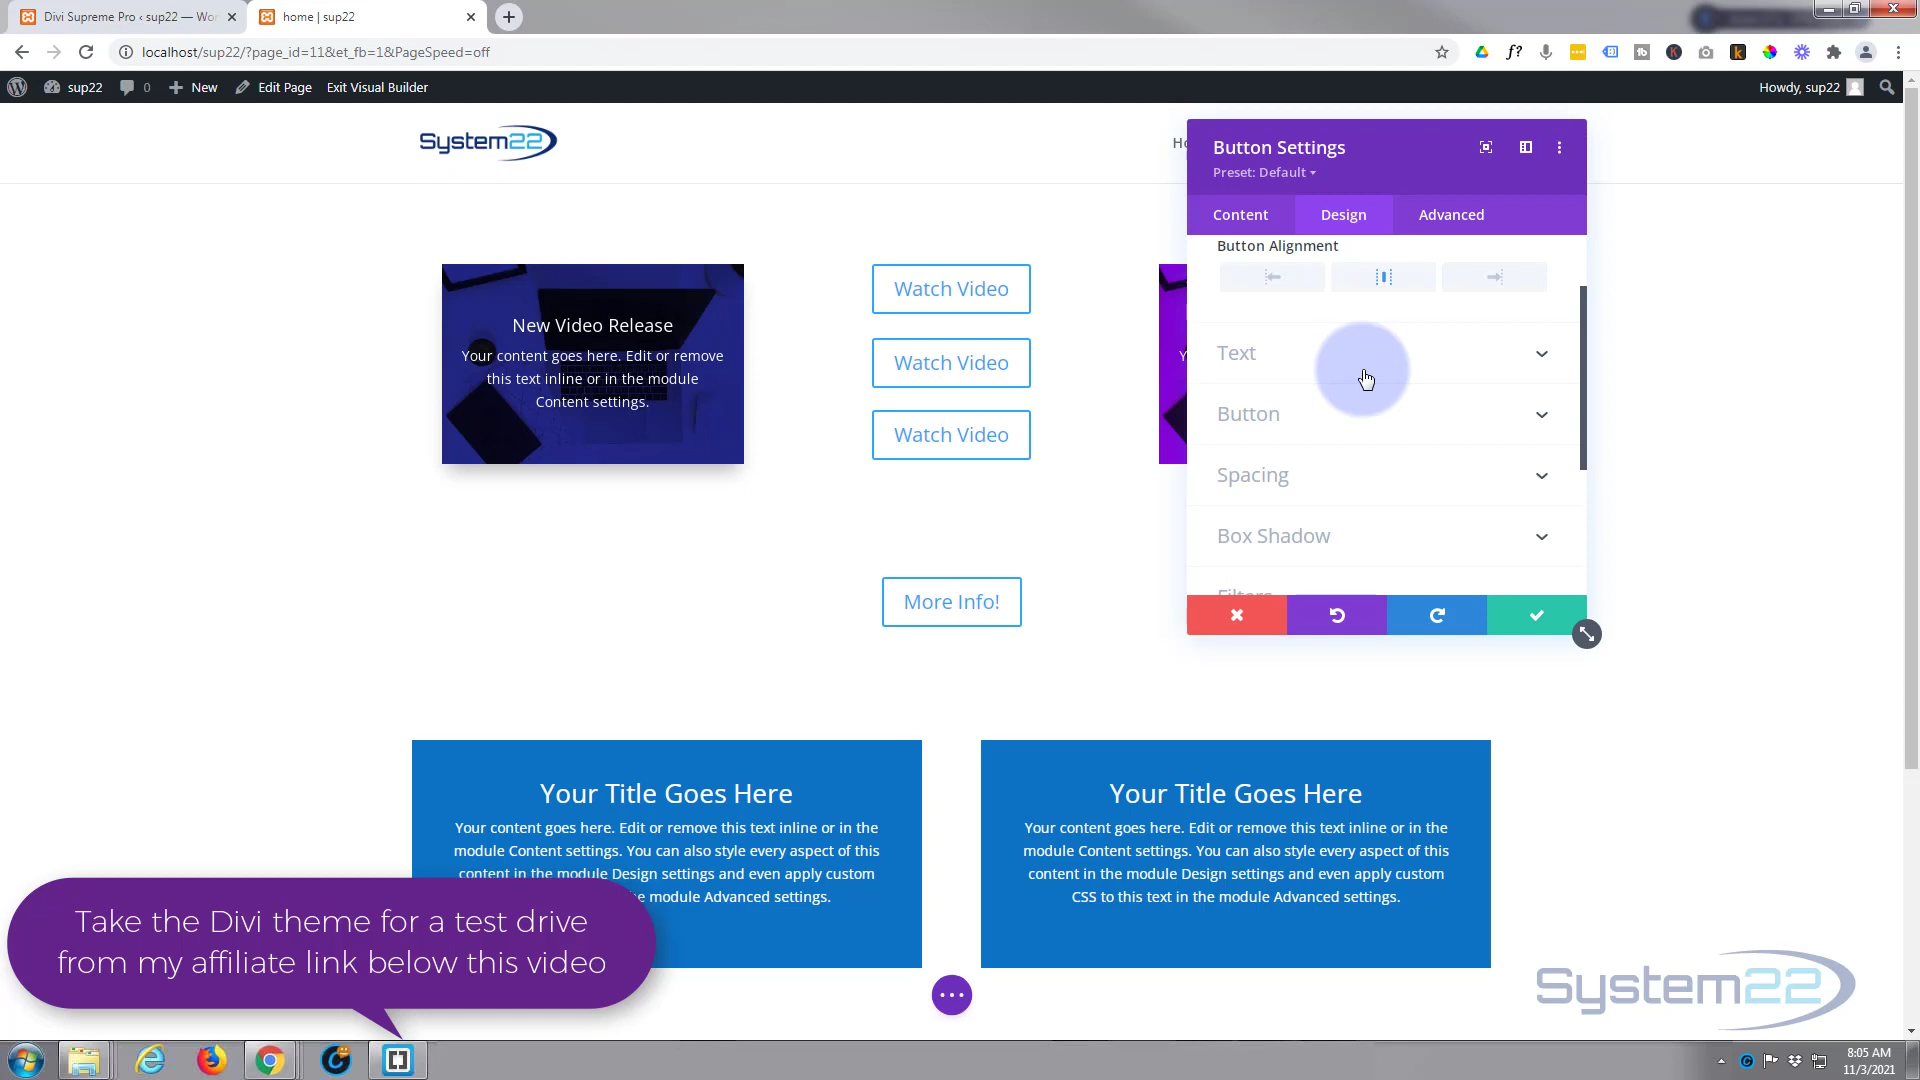 Divi Supreme Pro ‹ sup22 — Wor
home | sup22
localhost/sup22/?page_id=11&et_fb=1&PageSpeed=off
sup22
0
New
Edit Page
Exit Visual Builder
Howdy, sup22
System22
Ho
Button Settings
Preset: Default
Content
Design
Advanced
Button Alignment
Text
Button
Spacing
Box Shadow
Filters
New Video Release
Your content goes here. Edit or remove
this text inline or in the module
Content settings.
Watch Video
Watch Video
Watch Video
Y
More Info!
Your Title Goes Here
Your content goes here. Edit or remove this text inline or in the
module Content settings. You can also style every aspect of this
content in the module Design settings and even apply custom
e module Advanced settings.
Your Title Goes Here
Your content goes here. Edit or remove this text inline or in the
module Content settings. You can also style every aspect of this
content in the module Design settings and even apply custom
CSS to this text in the module Advanced settings.
Take the Divi theme for a test drive
from my affiliate link below this video
System22
8:05 AM
11/3/2021